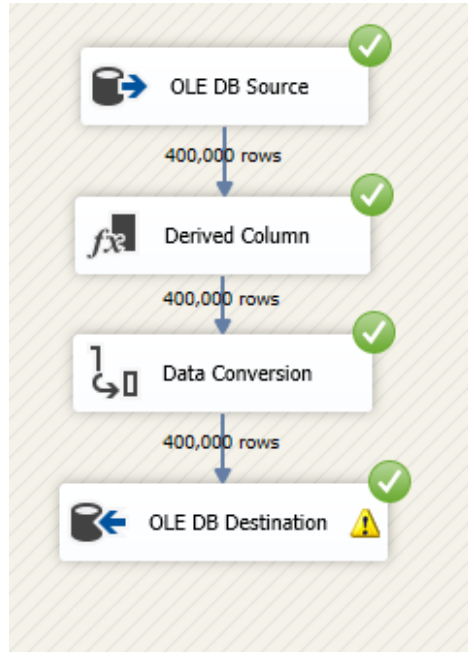 OLE DB Source
400,000 rows
fx
Derived Column
400,000 rows
Data Conversion
400,000 rows
OLE DB Destination